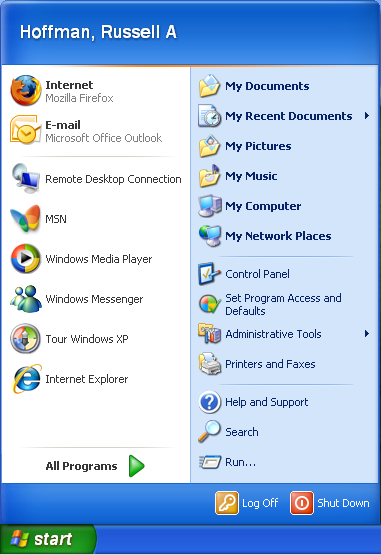 Hoffman, Russell A
Internet
Mozilla Firefox
E-mail
Microsoft Office Outlook
Remote Desktop Connection
MSN
Windows Media Player
Windows Messenger
Tour Windows XP
Internet Explorer
All Programs
My Documents
My Recent Documents
My Pictures
My Music
My Computer
My Network Places
Control Panel
Set Program Access and
Defaults
Administrative Tools
Printers and Faxes
Help and Support
Search
Run...
Log Off
Shut Down
start